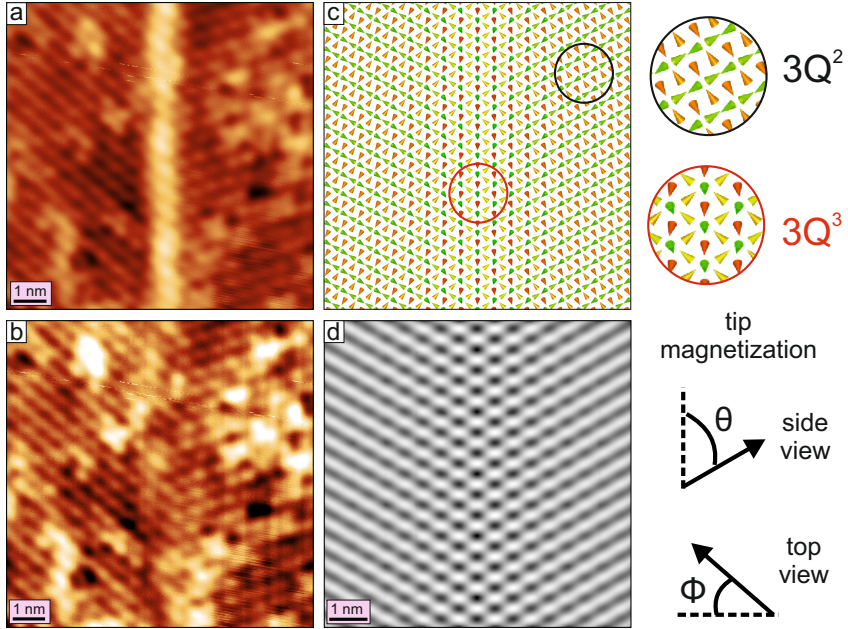 a
1 nm
c
3Q²
3Q³
b
1 nm
d
1 nm
tip
magnetization
θ
side
view
Φ
top
view